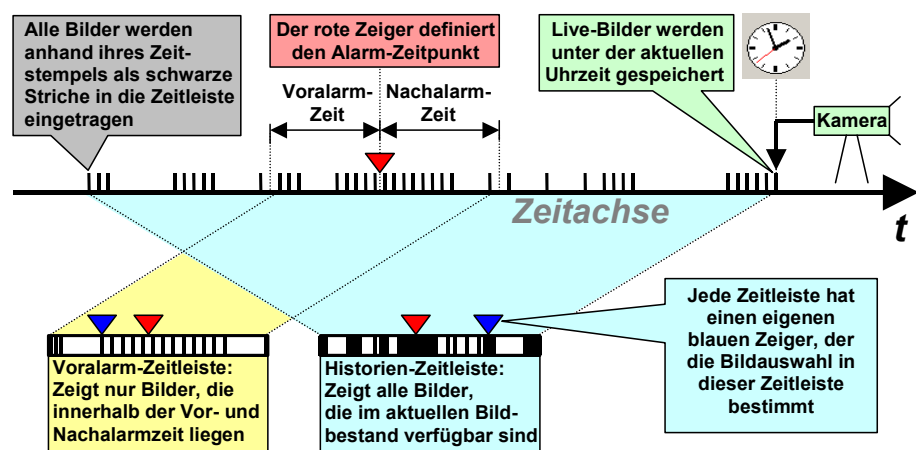 Alle Bilder werden
anhand ihres Zeit-
stempels als schwarze
Striche in die Zeitleiste
eingetragen
Der rote Zeiger definiert
den Alarm-Zeitpunkt
Voralarm-
Zeit
Nachalarm-
Zeit
Live-Bilder werden
unter der aktuellen
Uhrzeit gespeichert
Kamera
Zeitachse
t
Voralarm-Zeitleiste:
Zeigt nur Bilder, die
innerhalb der Vor- und
Nachalarmzeit liegen
Historien-Zeitleiste:
Zeigt alle Bilder,
die im aktuellen Bild-
bestand verfügbar sind
Jede Zeitleiste hat
einen eigenen
blauen Zeiger, der
die Bildauswahl in
dieser Zeitleiste
bestimmt